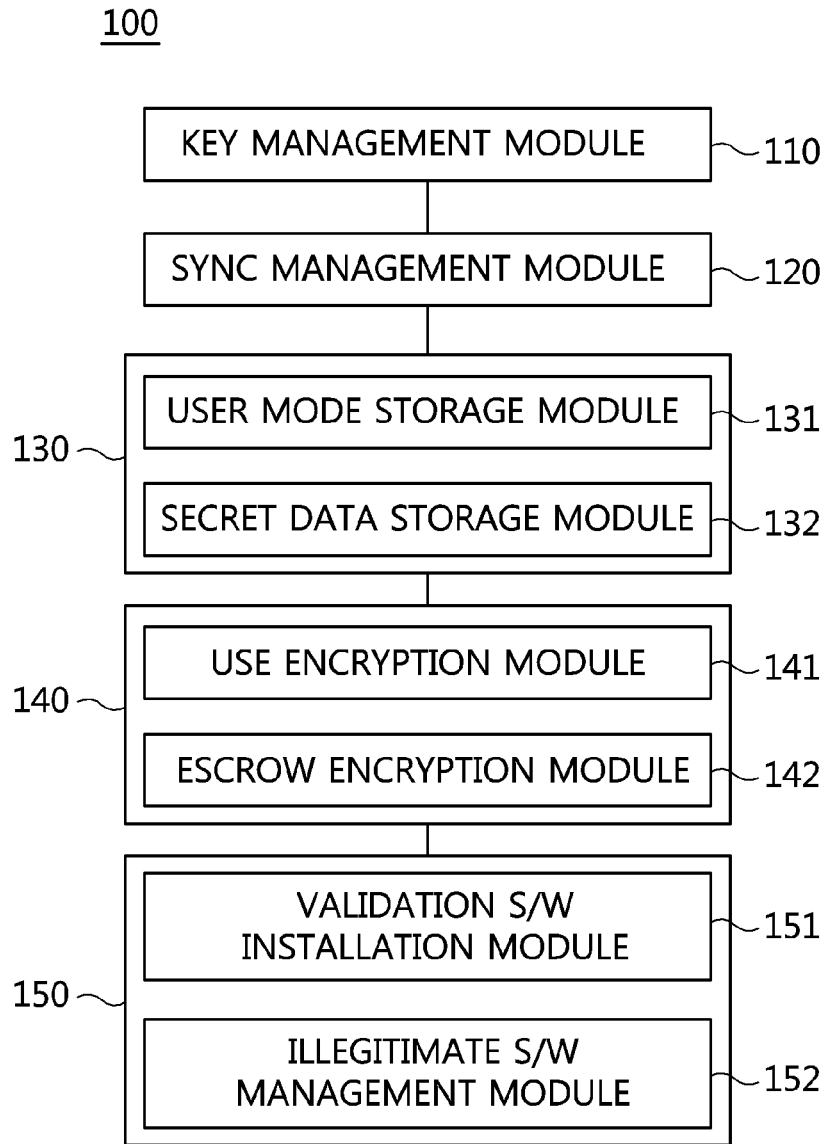 100
KEY MANAGEMENT MODULE
110
SYNC MANAGEMENT MODULE
120
USER MODE STORAGE MODULE
131
130
SECRET DATA STORAGE MODULE
132
USE ENCRYPTION MODULE
141
140
ESCROW ENCRYPTION MODULE
142
VALIDATION S/W
INSTALLATION MODULE
151
150
ILLEGITIMATE S/W
MANAGEMENT MODULE
152